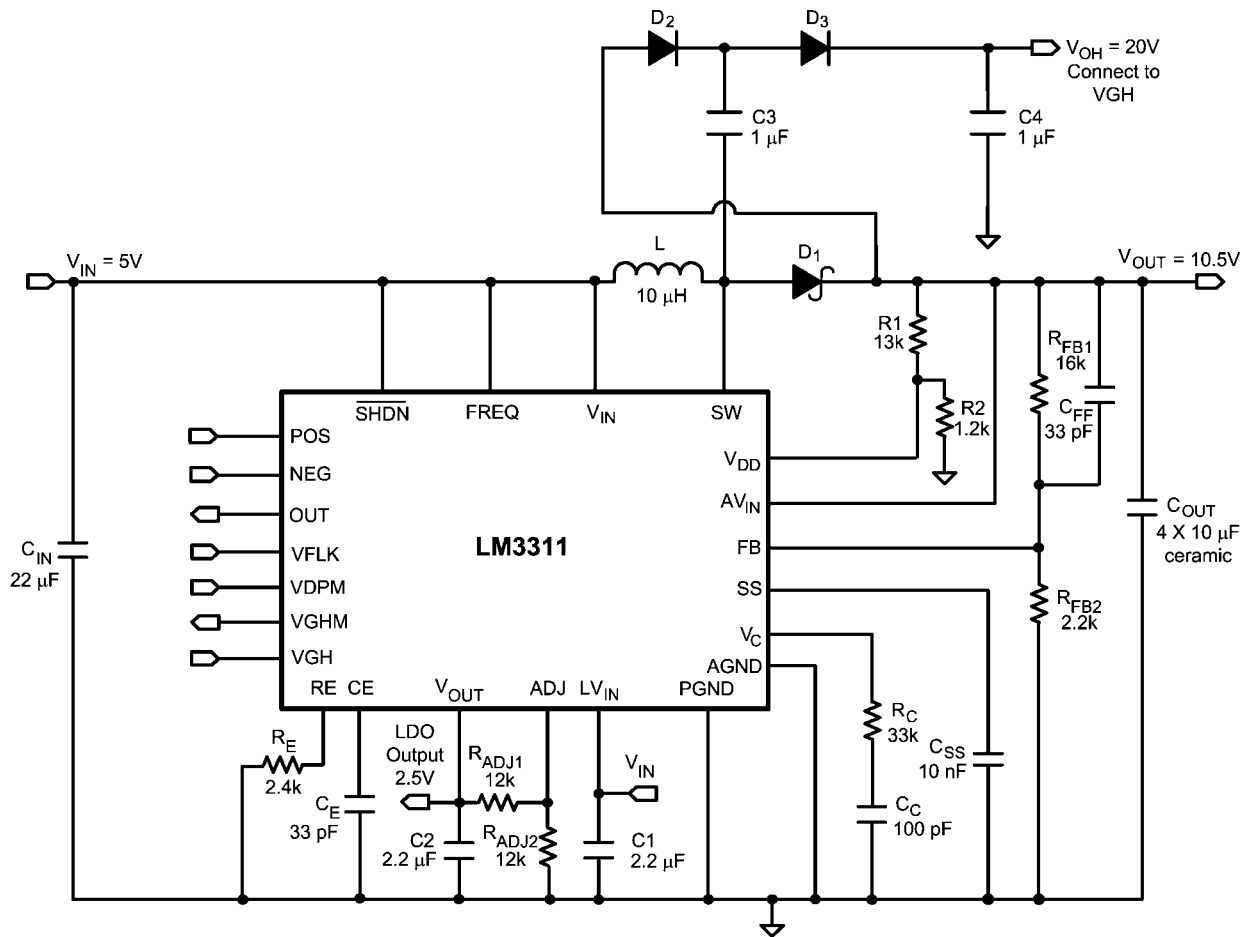 D2
D3
VOH = 20V
Connect to
VGH
C3
1 µF
C4
1 µF
VIN = 5V
L
10 µH
D1
VOUT = 10.5V
R1
13k
RFB1
16k
R2
1.2k
CFF
33 pF
SHDN
FREQ
VIN
SW
POS
NEG
OUT
VFLK
VDPM
VGHM
VGH
LM3311
VDD
AVIN
FB
SS
VC
AGND
RE
CE
VOUT
ADJ
LVIN
PGND
CIN
22 µF
COUT
4 X 10 µF
ceramic
RFB2
2.2k
RE
2.4k
CE
33 pF
LDO
Output
2.5V
RADJ1
12k
VIN
C2
2.2 µF
RADJ2
12k
C1
2.2 µF
RC
33k
CC
100 pF
CSS
10 nF